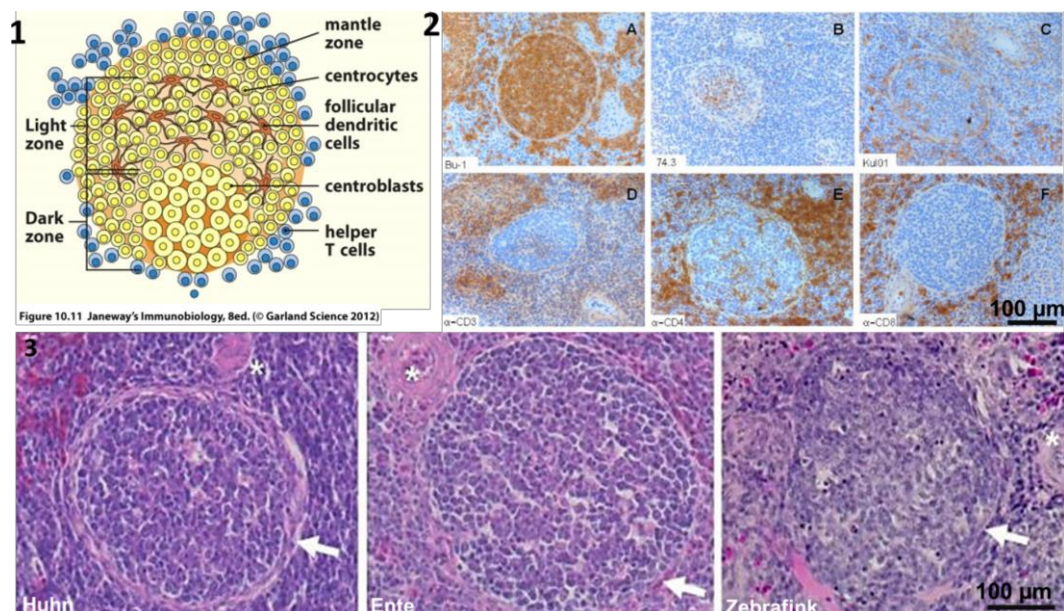 1
mantle
zone
centrocytes
Light
zone
follicular
dendritic
cells
centroblasts
Dark
zone
helper
T cells
Figure 10.11 Janeway's Immunobiology, 8ed. (© Garland Science 2012)
2
A
Bu-1
B
74.3
C
Kul01
D
α-CD3
E
α-CD4
F
α-CD8
100 µm
3
*
Huhn
*
Ente
*
Zebrafink
100 µm